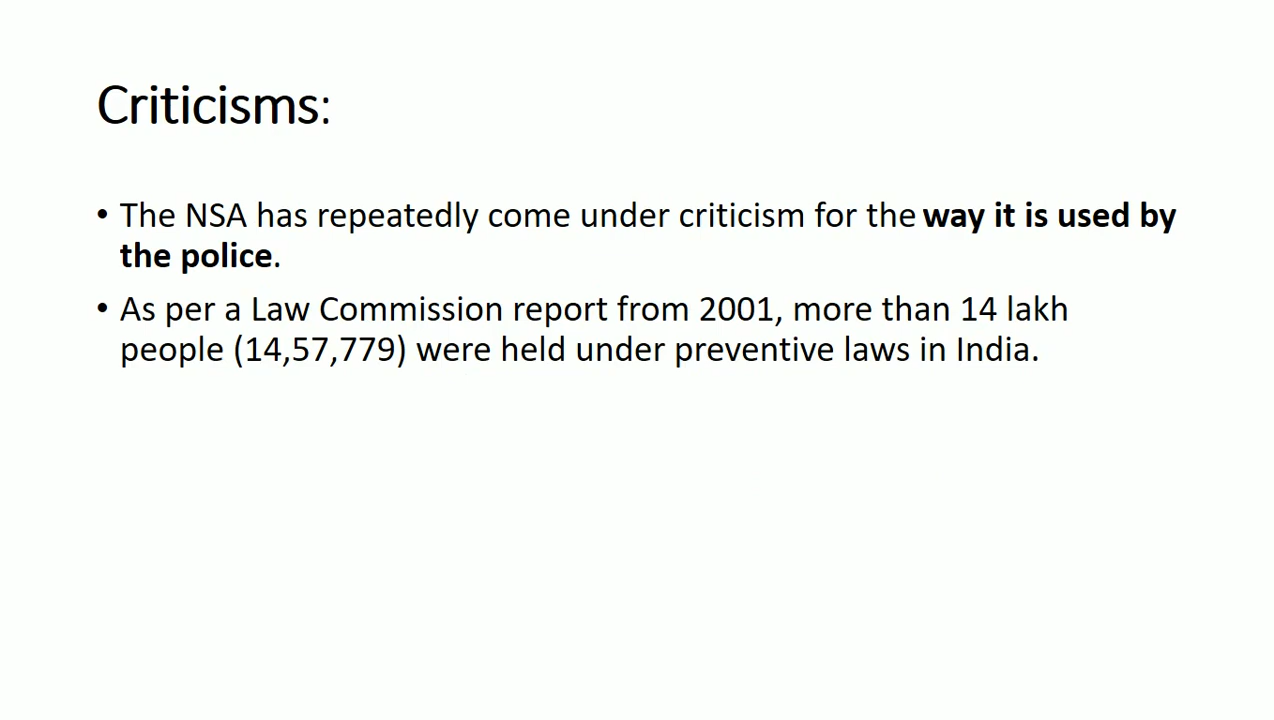 Criticisms:
• The NSA has repeatedly come under criticism for the way it is used by
the police.
• As per a Law Commission report from 2001, more than 14 lakh
people (14,57,779) were held under preventive laws in India.